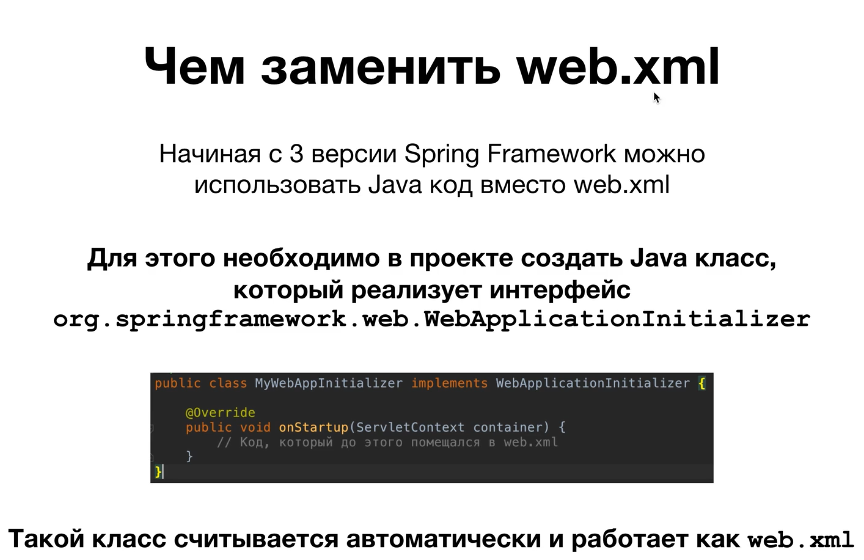 Чем заменить web.xml
Начиная с 3 версии Spring Framework можно
использовать Java код вместо web.xml
Для этого необходимо в проекте создать Java класс,
который реализует интерфейс
org.springframework.web.WebApplicationInitializer
public class MyWebAppInitializer implements WebApplicationInitializer {
@Override
public void onStartup(ServletContext container) {
// Код, который до этого помещался в web.xml
}
}
Такой класс считывается автоматически и работает как web.xml